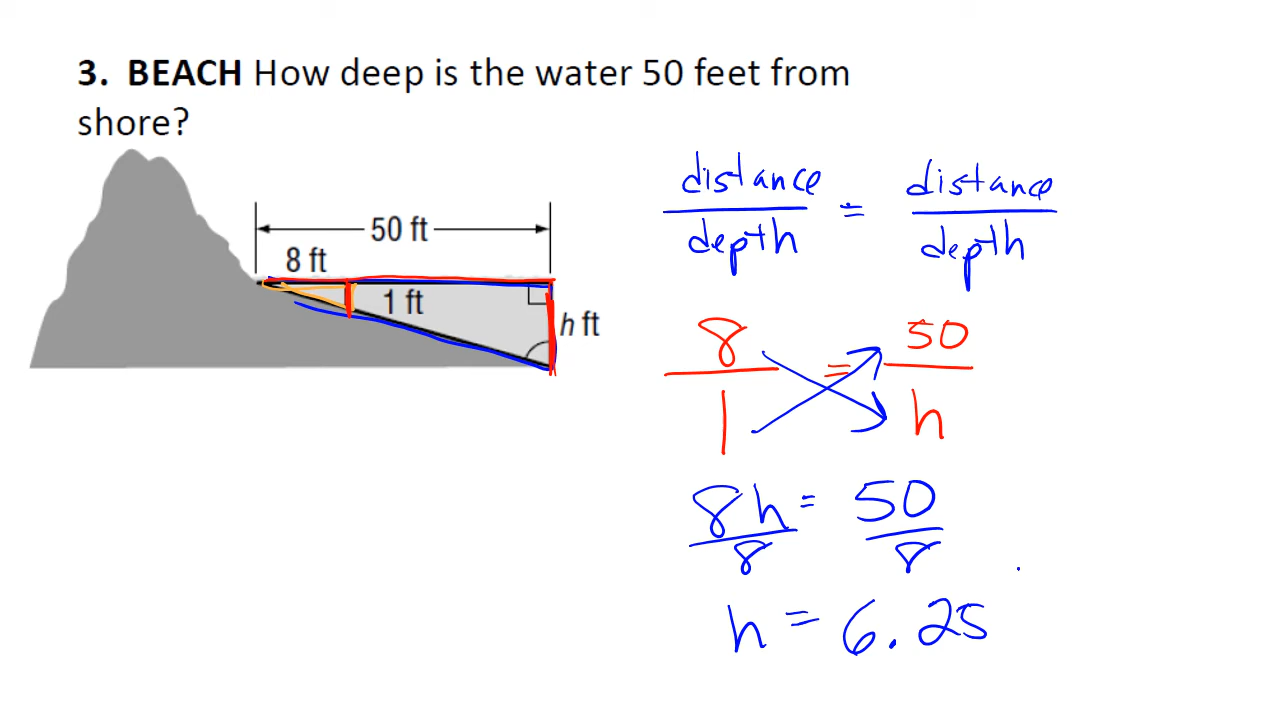 3. BEACH How deep is the water 50 feet from
shore?
50 ft
8 ft
1 ft
h ft
distance = distance
depth depth
8 = 50
1 h
8h = 50
8 8
h = 6.25